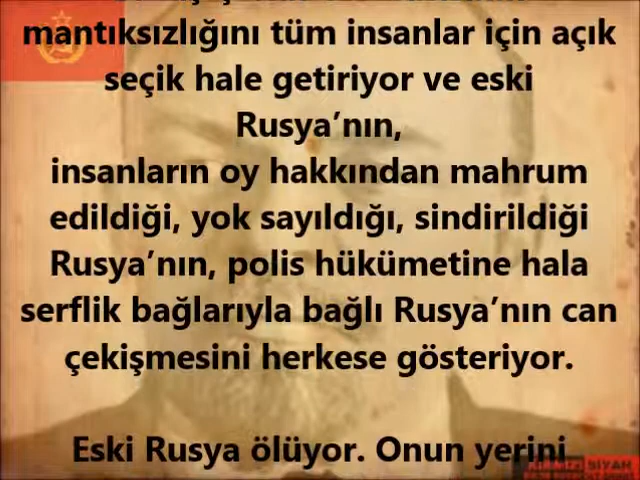 mantıksızlığını tüm insanlar için açık
seçik hale getiriyor ve eski
Rusya’nın,
insanların oy hakkından mahrum
edildiği, yok sayıldığı, sindirildiği
Rusya’nın, polis hükümetine hala
serflik bağlarıyla bağlı Rusya’nın can
çekişmesini herkese gösteriyor.
Eski Rusya ölüyor. Onun yerini
KIRMIZI SİYAH